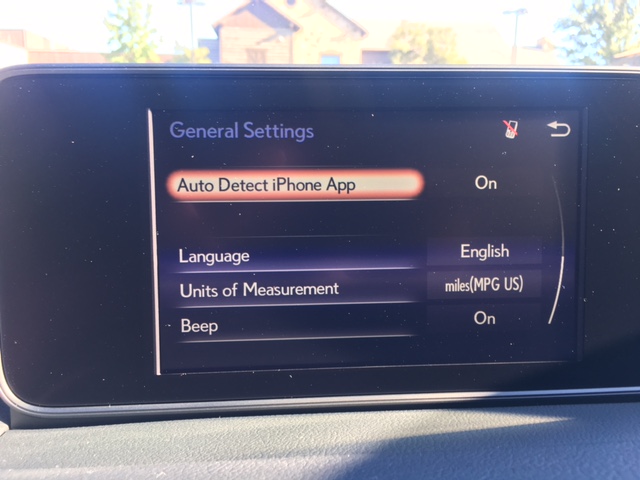 General Settings
Auto Detect iPhone App On
Language English
Units of Measurement miles(MPG US)
Beep On